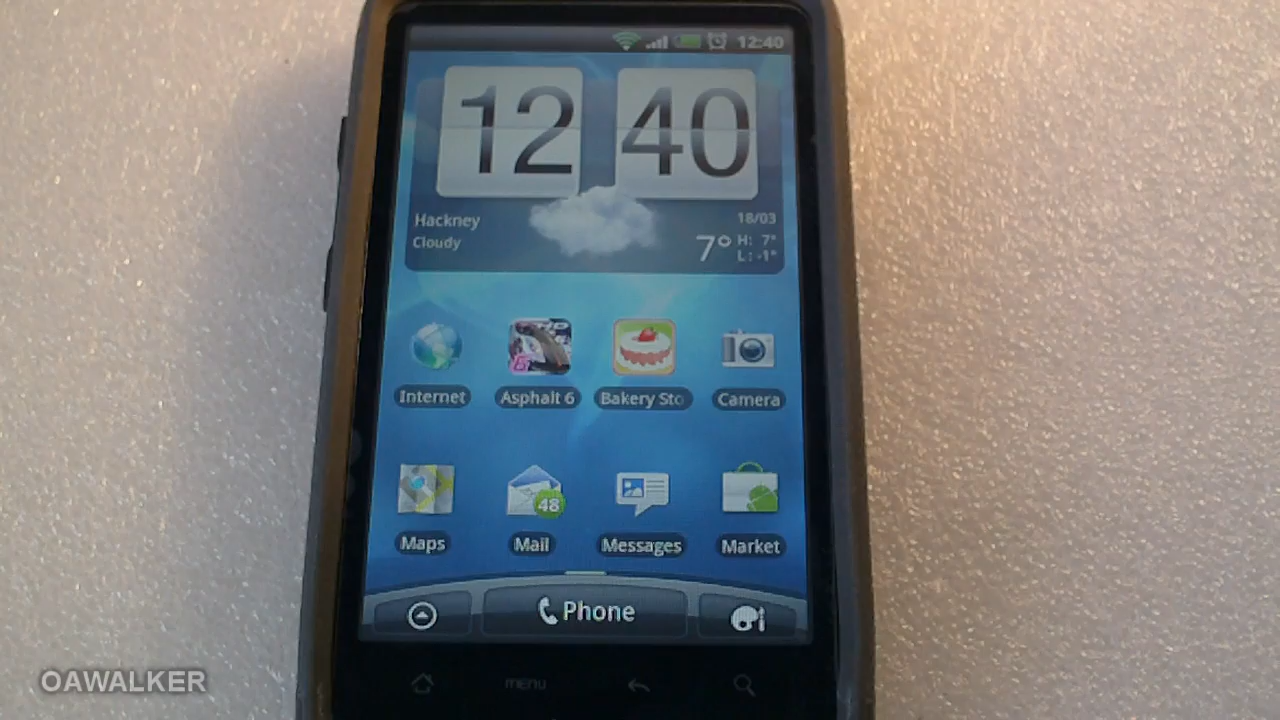 12:40
12 40
Hackney
Cloudy
18/03
7° H: 7°
L: -1°
Internet
Asphalt 6
Bakery Sto
Camera
48
Maps
Mail
Messages
Market
Phone
menu
OAWALKER